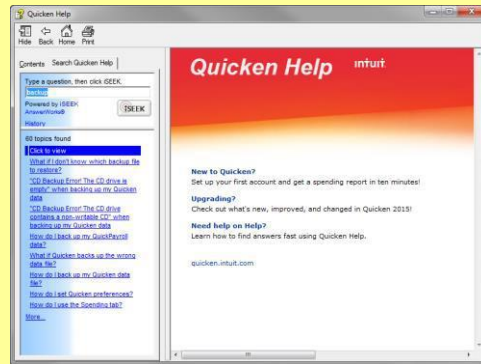 Quicken Help
Hide Back Home Print
Contents Search Quicken Help
Type a question, then click iSEEK.
backup
Powered by iSEEK
AnswerWorks®
iSEEK
History
60 topics found
Click to view
What if I don't know which backup file
to restore?
"CD Backup Error! The CD drive is
empty" when backing up my Quicken
data
"CD Backup Error! The CD drive
contains a non-writable CD" when
backing up my Quicken data
How do I back up my QuickPayroll
data?
What if Quicken backs up the wrong
data file?
How do I back up my Quicken data
file?
How do I set Quicken preferences?
How do I use the Spending tab?
More...
Quicken Help
intuit
New to Quicken?
Set up your first account and get a spending report in ten minutes!
Upgrading?
Check out what's new, improved, and changed in Quicken 2015!
Need help on Help?
Learn how to find answers fast using Quicken Help.
quicken.intuit.com